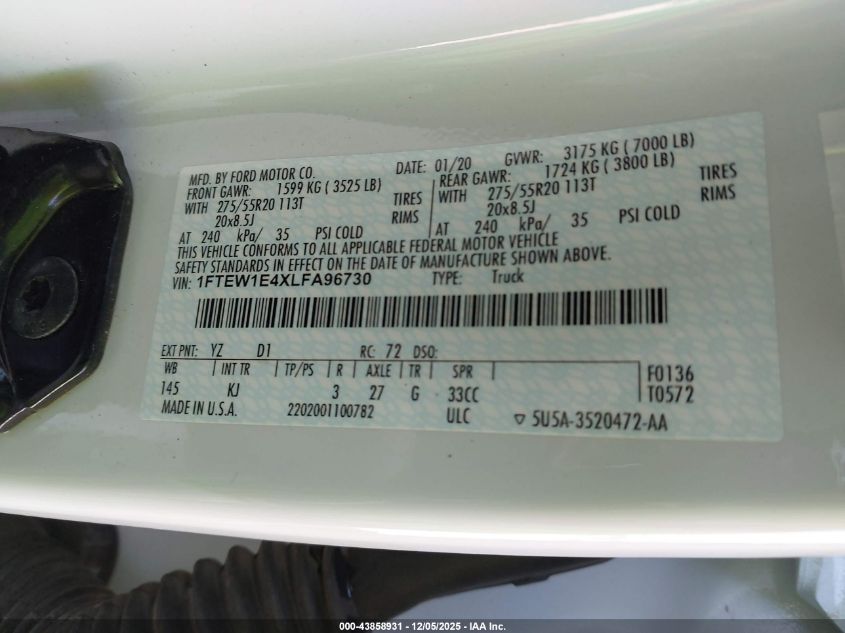 MFD. BY FORD MOTOR CO. DATE: 01/20 GVWR: 3175 KG ( 7000 LB)
FRONT GAWR: 1599 KG ( 3525 LB) REAR GAWR: 1724 KG ( 3800 LB)
WITH 275/55R20 113T TIRES WITH 275/55R20 113T TIRES
20x8.5J RIMS 20x8.5J RIMS
AT 240 kPa/ 35 PSI COLD AT 240 kPa/ 35 PSI COLD
THIS VEHICLE CONFORMS TO ALL APPLICABLE FEDERAL MOTOR VEHICLE
SAFETY STANDARDS IN EFFECT ON THE DATE OF MANUFACTURE SHOWN ABOVE.
VIN: 1FTEW1E4XLFA96730 TYPE: Truck
EXT PNT: YZ D1 RC: 72 DSO:
WB INT TR TP/PS R AXLE TR SPR F0136
145 KJ 3 27 G 33CC T0572
MADE IN U.S.A. 2202001100782 ULC 5U5A-3520472-AA
000-43858931 - 12/05/2025 - IAA Inc.